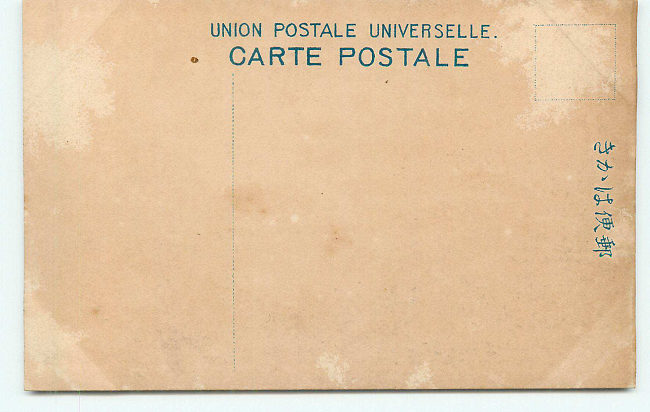 UNION POSTALE UNIVERSELLE.
CARTE POSTALE
きかは便郵